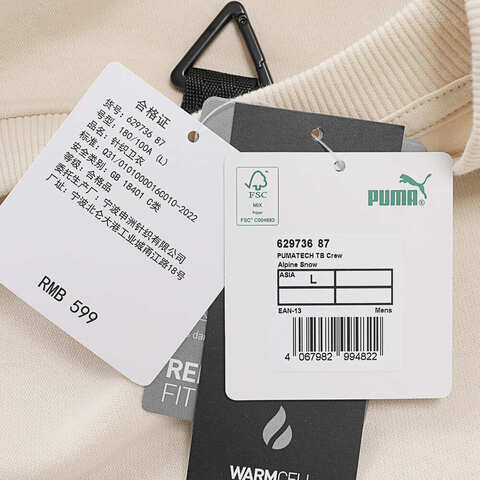 合格证
货号: 629736 87
号型: 180/100A (L)
品名: 针织卫衣
标准: Q31/0101000160010-2022
安全类别: GB 18401 C类
等级: 合格品
委托生产厂: 宁波申洲针织有限公司
厂址: 宁波北仑大港工业城甬江路18号
RMB 599
FSC
MIX
Paper
FSC® C004883
PUMA
629736 87
PUMATECH TB Crew
Alpine Snow
ASIA
L
EAN-13
Mens
4 067982 994822
FIT
WARMCELL